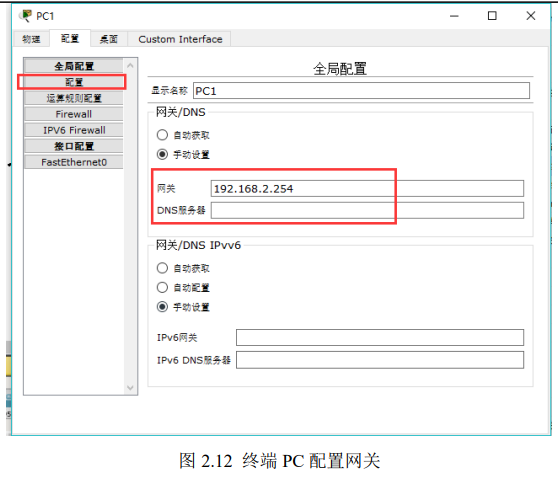 PC1
物理 配置 桌面 Custom Interface
全局配置
配置
运算规则配置
Firewall
IPV6 Firewall
接口配置
FastEthernet0
全局配置
显示名称 PC1
网关/DNS
自动获取
手动设置
网关 192.168.2.254
DNS服务器
网关/DNS IPvv6
自动获取
自动配置
手动设置
IPv6网关
IPv6 DNS服务器
图 2.12 终端 PC 配置网关